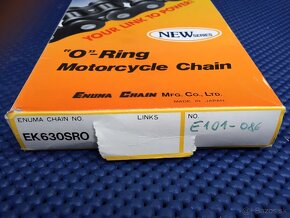 YOUR LINK TO POWER!
NEW SERIES
"O"-Ring
Motorcycle Chain
ENUMA CHAIN MFG. CO., LTD.
MADE IN JAPAN
ENUMA CHAIN NO. LINKS NO.
EK630SRO E101-086